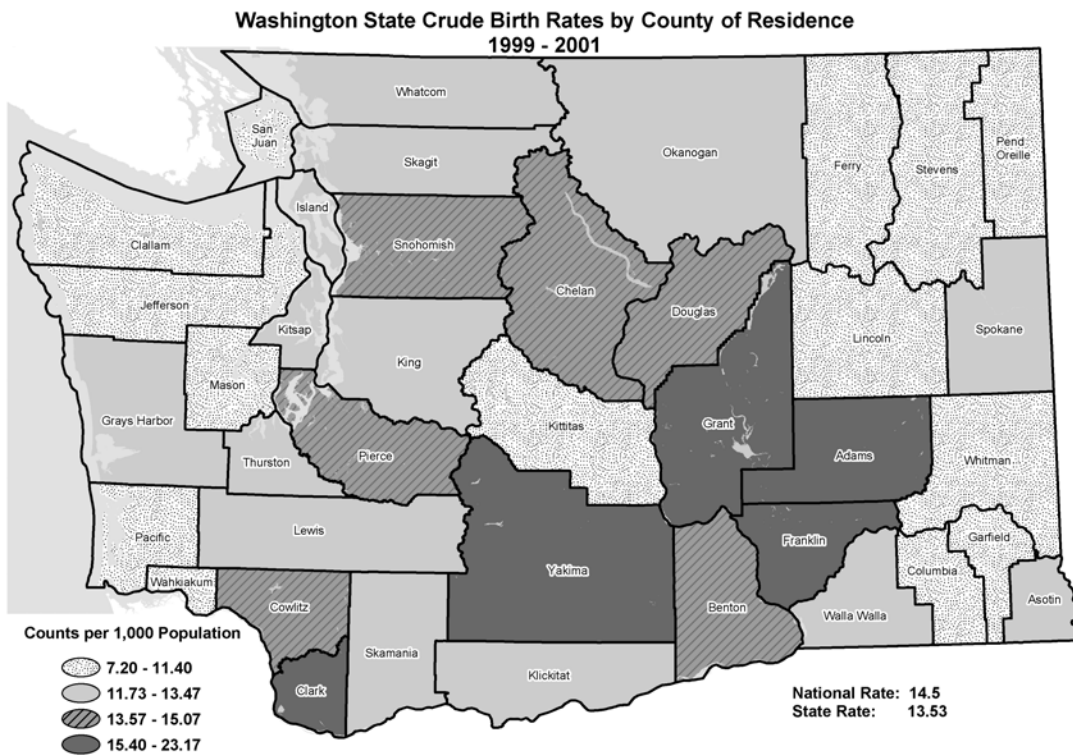 Washington State Crude Birth Rates by County of Residence
1999 - 2001
Whatcom
San
Juan
Skagit
Okanogan
Ferry
Stevens
Pend
Oreille
Island
Clallam
Snohomish
Chelan
Jefferson
Douglas
Kitsap
King
Lincoln
Spokane
Mason
Grays Harbor
Kittitas
Grant
Thurston
Pierce
Adams
Whitman
Lewis
Pacific
Franklin
Garfield
Wahkiakum
Yakima
Columbia
Cowlitz
Benton
Walla Walla
Asotin
Skamania
Klickitat
Clark
Counts per 1,000 Population
7.20 - 11.40
11.73 - 13.47
13.57 - 15.07
15.40 - 23.17
National Rate: 14.5
State Rate: 13.53